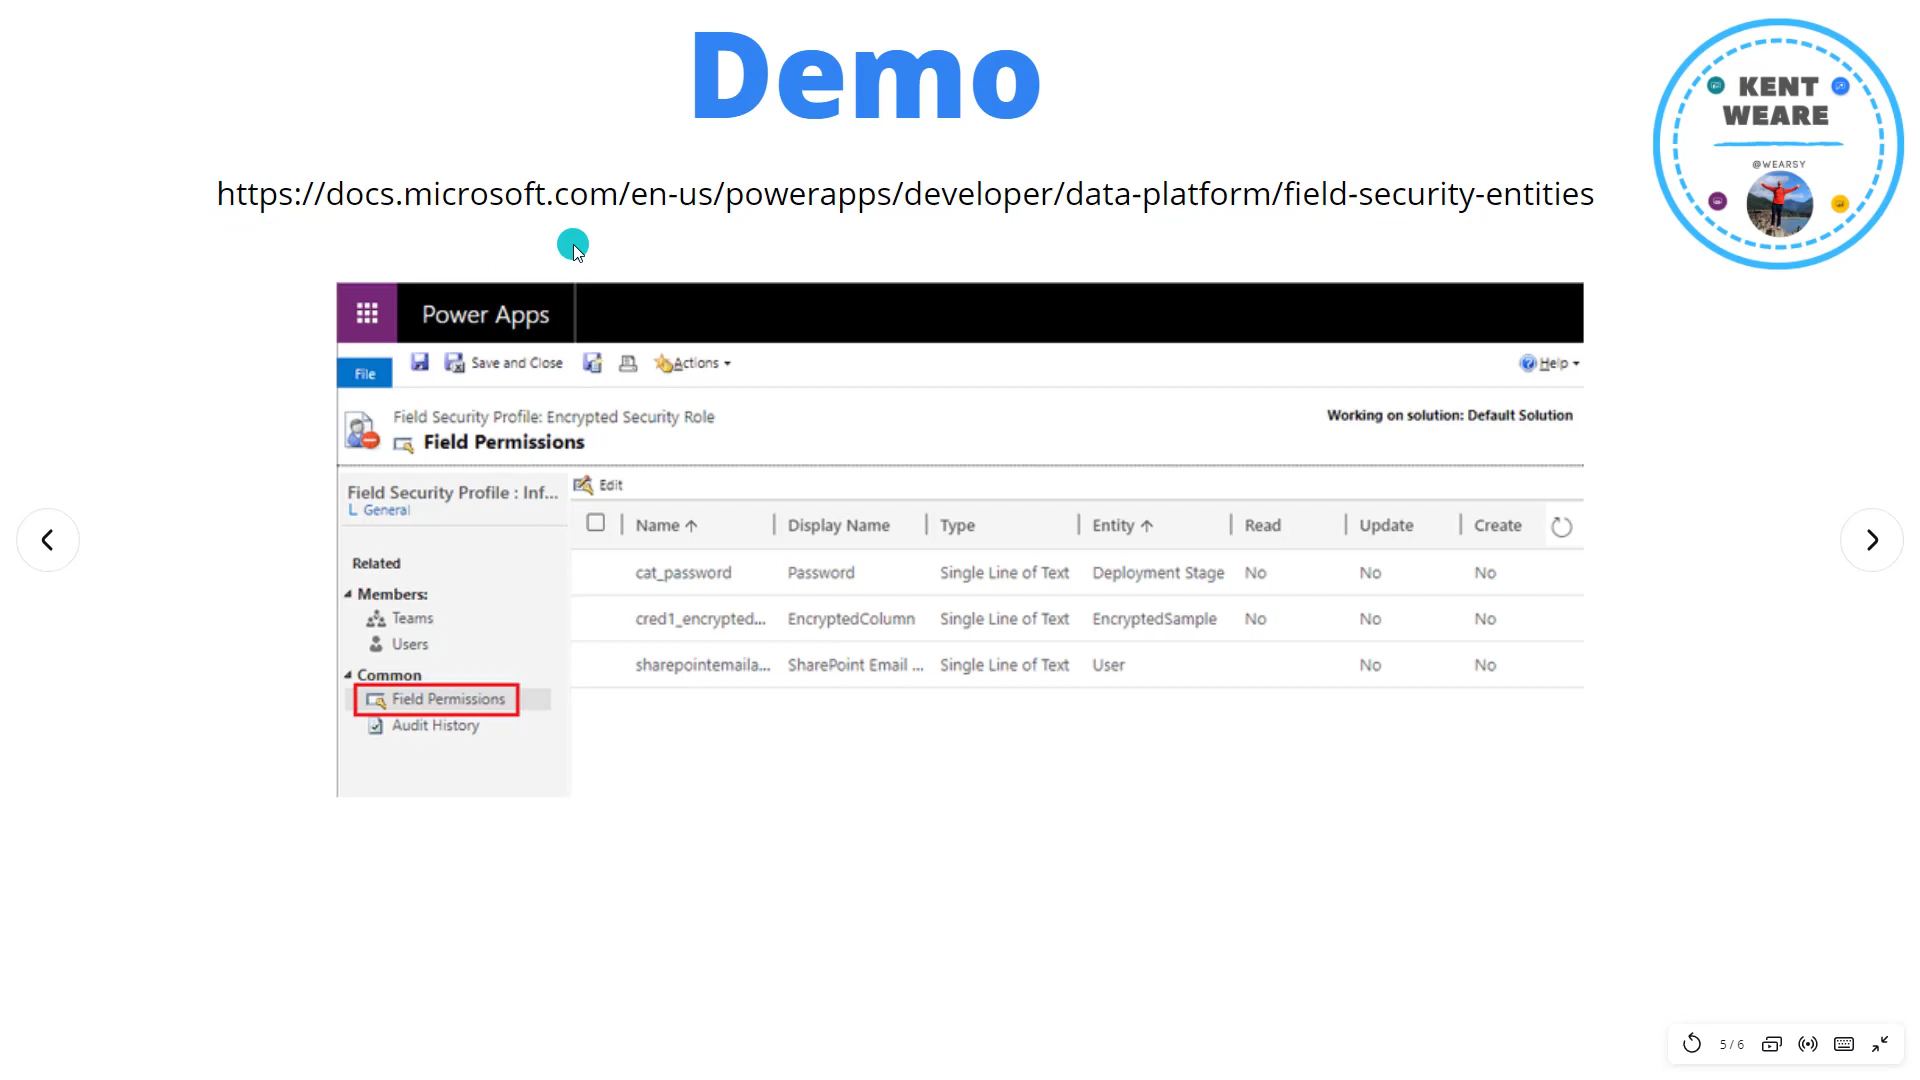 Demo
KENT
WEARE
@WEARSY
https://docs.microsoft.com/en-us/powerapps/developer/data-platform/field-security-entities
Power Apps
File
Save and Close
Actions
Help
Field Security Profile: Encrypted Security Role
Field Permissions
Working on solution: Default Solution
Field Security Profile : Inf...
General
Related
Members:
Teams
Users
Common
Field Permissions
Audit History
Edit
Name Display Name Type Entity Read Update Create
cat_password Password Single Line of Text Deployment Stage No No No
cred1_encrypted... EncryptedColumn Single Line of Text EncryptedSample No No No
sharepointemaila... SharePoint Email ... Single Line of Text User No No
5 / 6